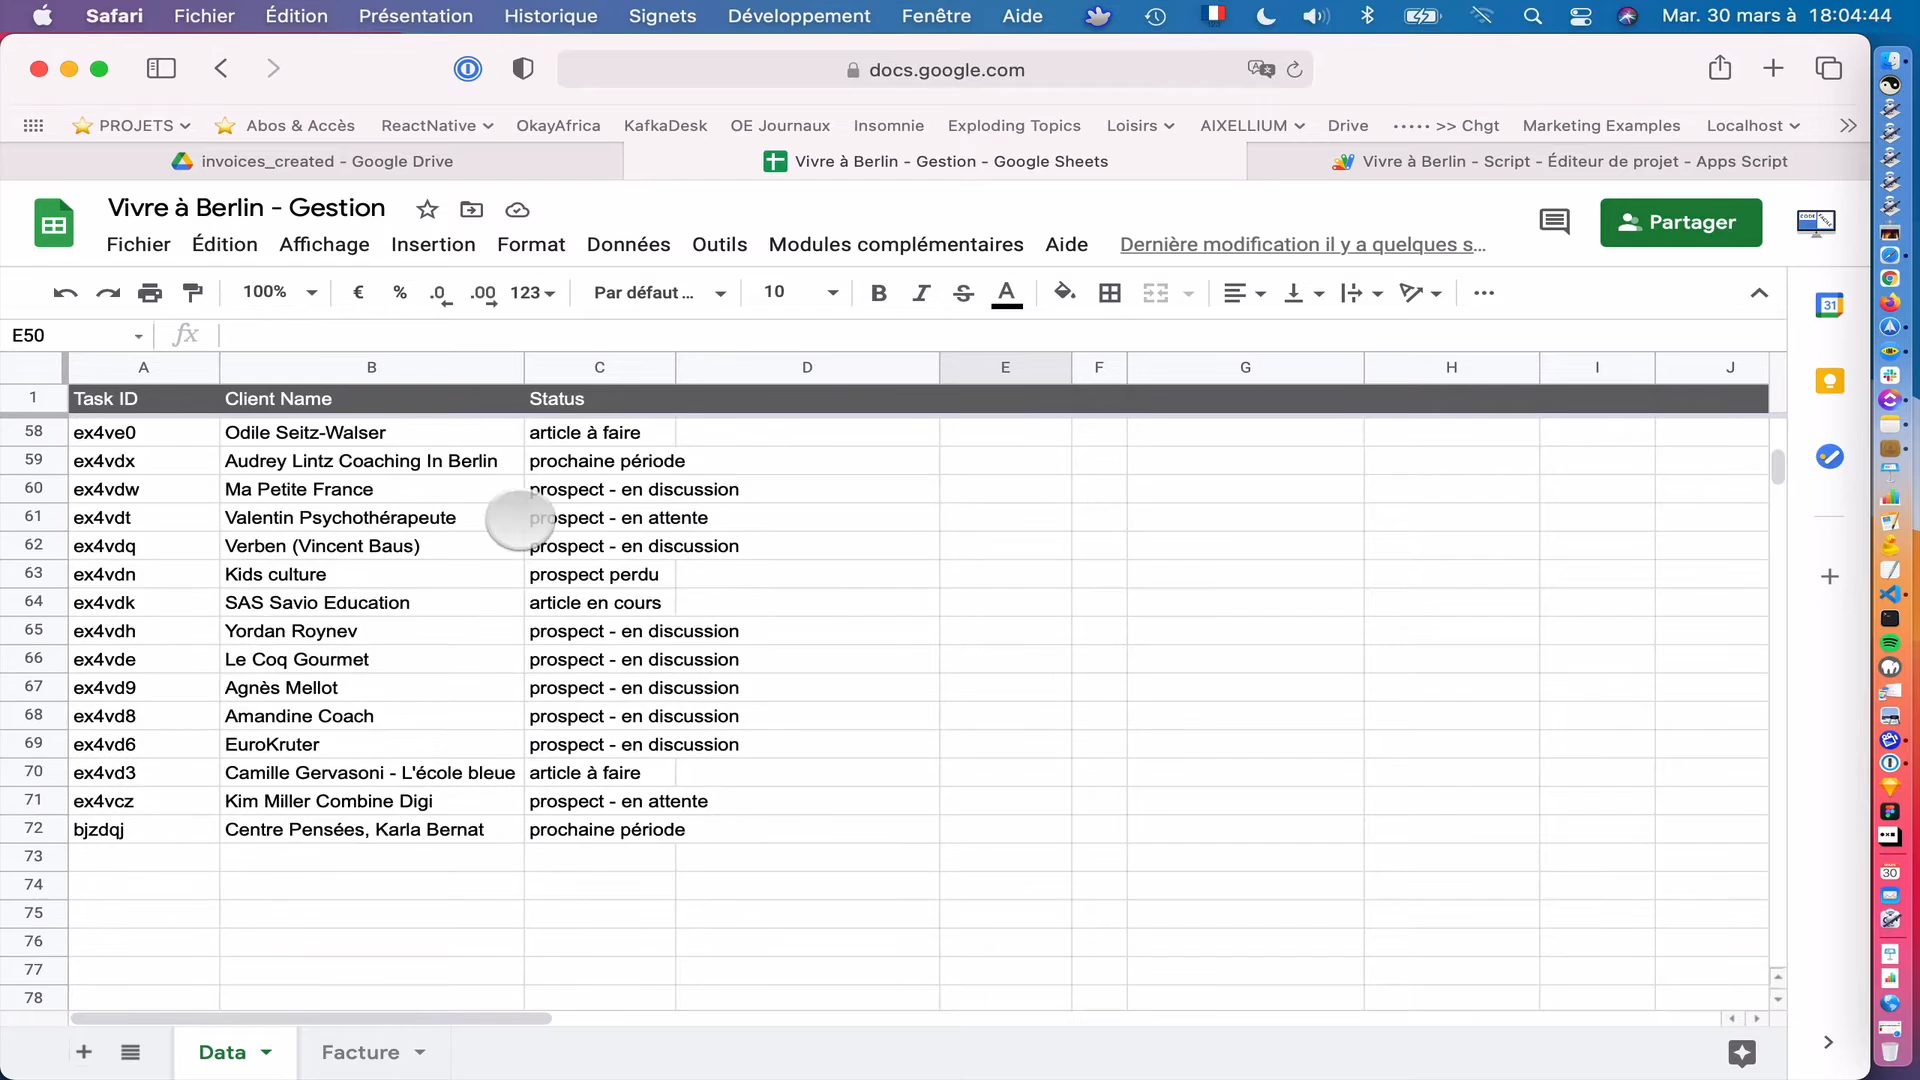 Safari Fichier Édition Présentation Historique Signets Développement Fenêtre Aide Mar. 30 mars à 18:04:44
docs.google.com
PROJETS Abos & Accès ReactNative OkayAfrica KafkaDesk OE Journaux Insomnie Exploding Topics Loisirs AIXELLIUM Drive ····· >> Chgt Marketing Examples Localhost
invoices_created - Google Drive Vivre à Berlin - Gestion - Google Sheets Vivre à Berlin - Script - Éditeur de projet - Apps Script
Vivre à Berlin - Gestion
Partager
Fichier Édition Affichage Insertion Format Données Outils Modules complémentaires Aide Dernière modification il y a quelques s...
100% € % .0 .00 123 Par défaut ... 10 B I S A
31
E50 fx
A B C D E F G H I J
1 Task ID Client Name Status
58 ex4ve0 Odile Seitz-Walser article à faire
59 ex4vdx Audrey Lintz Coaching In Berlin prochaine période
60 ex4vdw Ma Petite France prospect - en discussion
61 ex4vdt Valentin Psychothérapeute prospect - en attente
62 ex4vdq Verben (Vincent Baus) prospect - en discussion
63 ex4vdn Kids culture prospect perdu
64 ex4vdk SAS Savio Education article en cours
65 ex4vdh Yordan Roynev prospect - en discussion
66 ex4vde Le Coq Gourmet prospect - en discussion
67 ex4vd9 Agnès Mellot prospect - en discussion
68 ex4vd8 Amandine Coach prospect - en discussion
69 ex4vd6 EuroKruter prospect - en discussion
70 ex4vd3 Camille Gervasoni - L'école bleue article à faire
71 ex4vcz Kim Miller Combine Digi prospect - en attente
72 bjzdqj Centre Pensées, Karla Bernat prochaine période
73
74
75
76
77
78
30
Data Facture